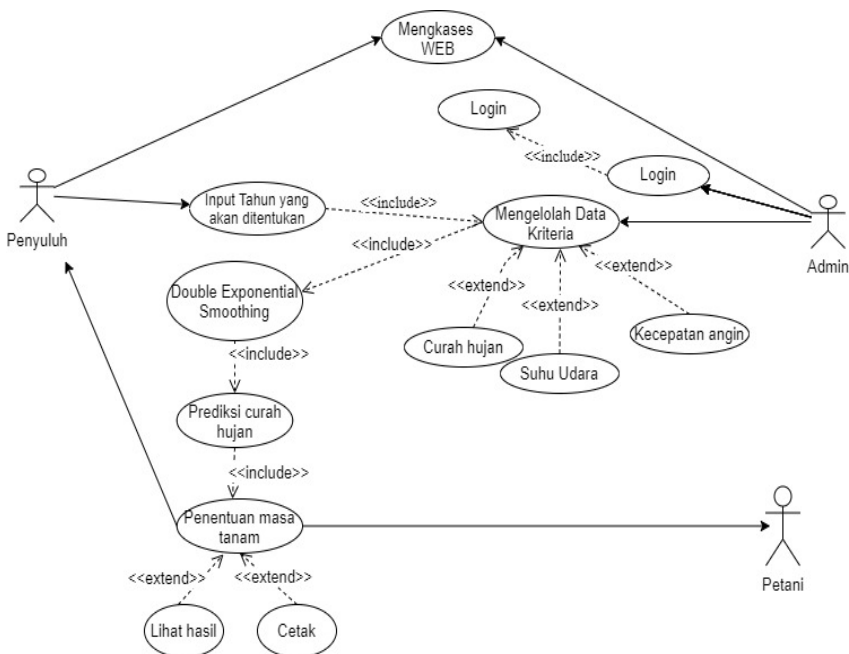 Mengkases
WEB
Login
<<include>>
Login
Penyuluh
Input Tahun yang
akan ditentukan
<<include>>
Mengelolah Data
Kriteria
Admin
<<include>>
<<extend>>
Double Exponential
Smoothing
<<extend>>
<<extend>>
Curah hujan
Suhu Udara
Kecepatan angin
<<include>>
Prediksi curah
hujan
<<include>>
Penentuan masa
tanam
Petani
<<extend>>
<<extend>>
Lihat hasil
Cetak